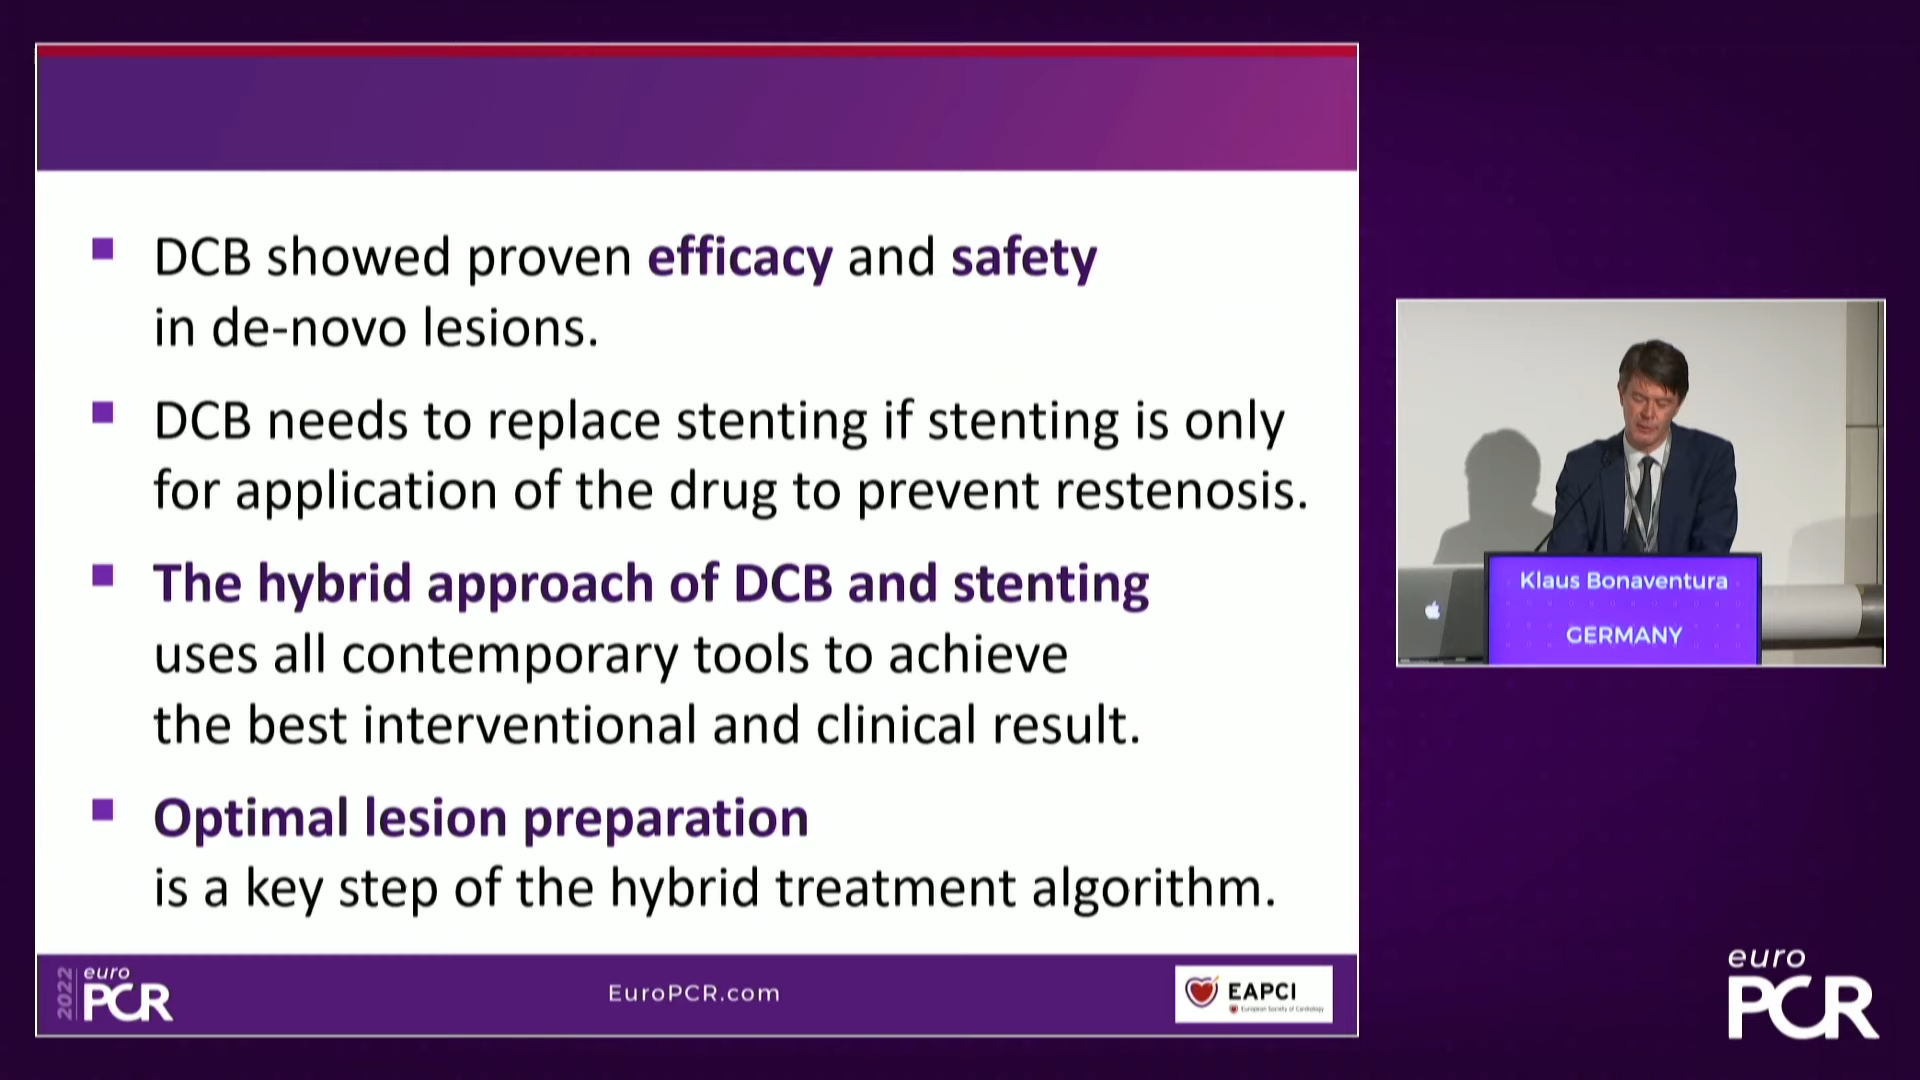 DCB showed proven efficacy and safety
in de-novo lesions.
DCB needs to replace stenting if stenting is only
for application of the drug to prevent restenosis.
The hybrid approach of DCB and stenting
uses all contemporary tools to achieve
the best interventional and clinical result.
Optimal lesion preparation
is a key step of the hybrid treatment algorithm.
2022
euro
PCR
EuroPCR.com
EAPCI
European Society of Cardiology
Klaus Bonaventura
GERMANY
euro
PCR